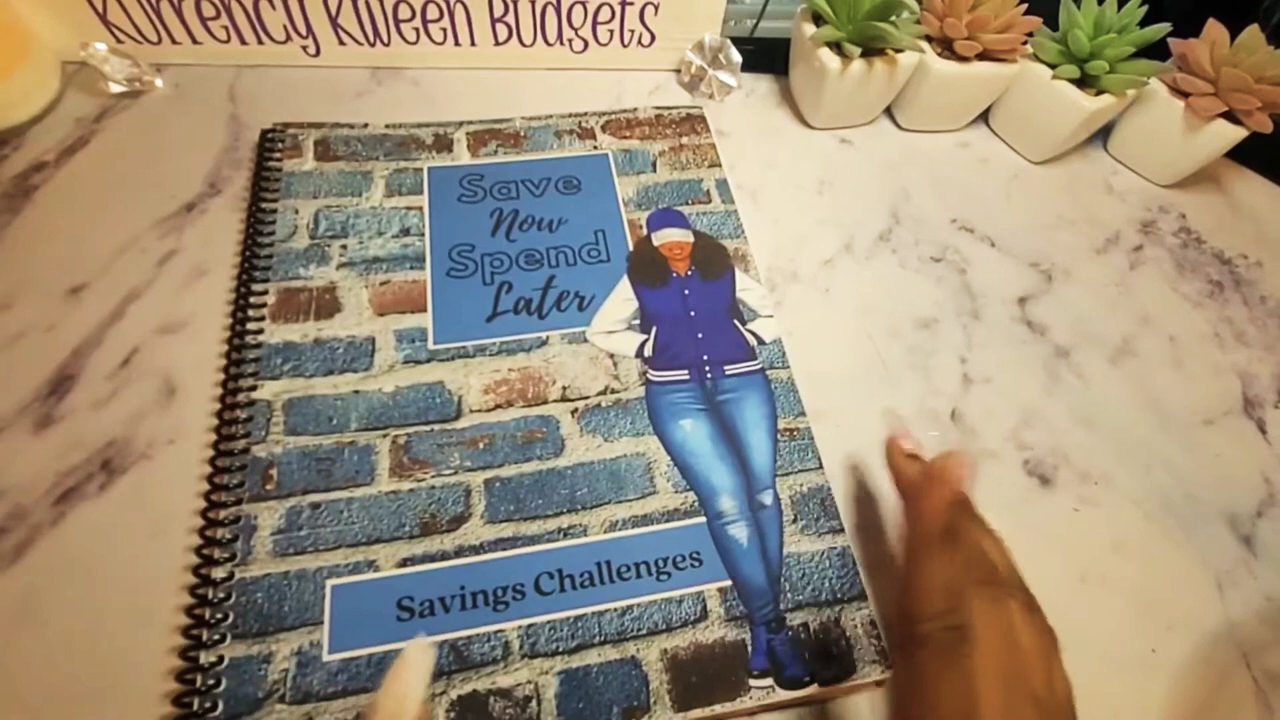 Kurrency Kween Budgets
Save
Now
Spend
Later
Savings Challenges